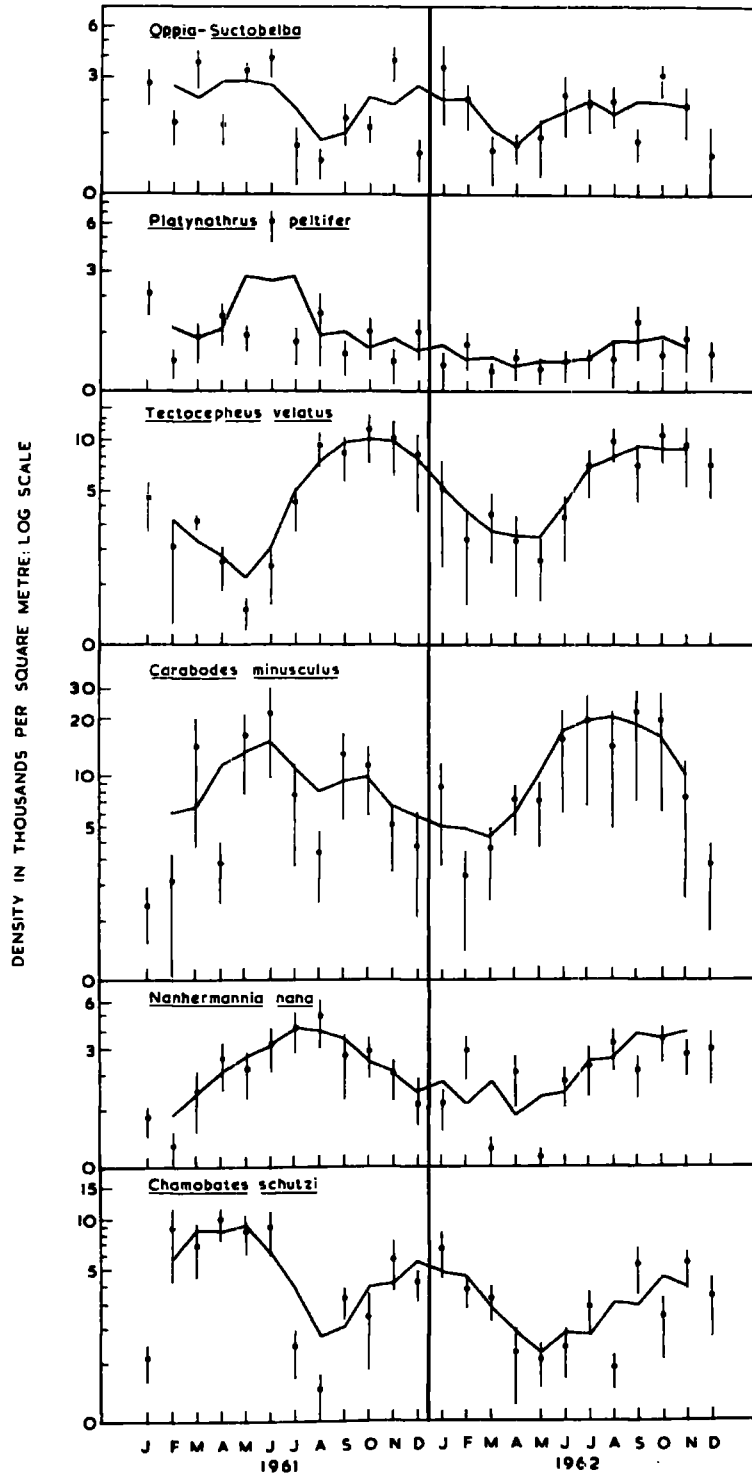 DENSITY IN THOUSANDS PER SQUARE METRE: LOG SCALE
Oppia-Suctobelba
6
3
0
Platynothrus peltifer
6
3
0
Tectocepheus velatus
10
5
0
Carabodes minusculus
30
20
10
5
0
Nanhermannia nana
6
3
0
Chamobates schutzi
15
10
5
0
J F M A M J J A S O N D J F M A M J J A S O N D
1961 1962